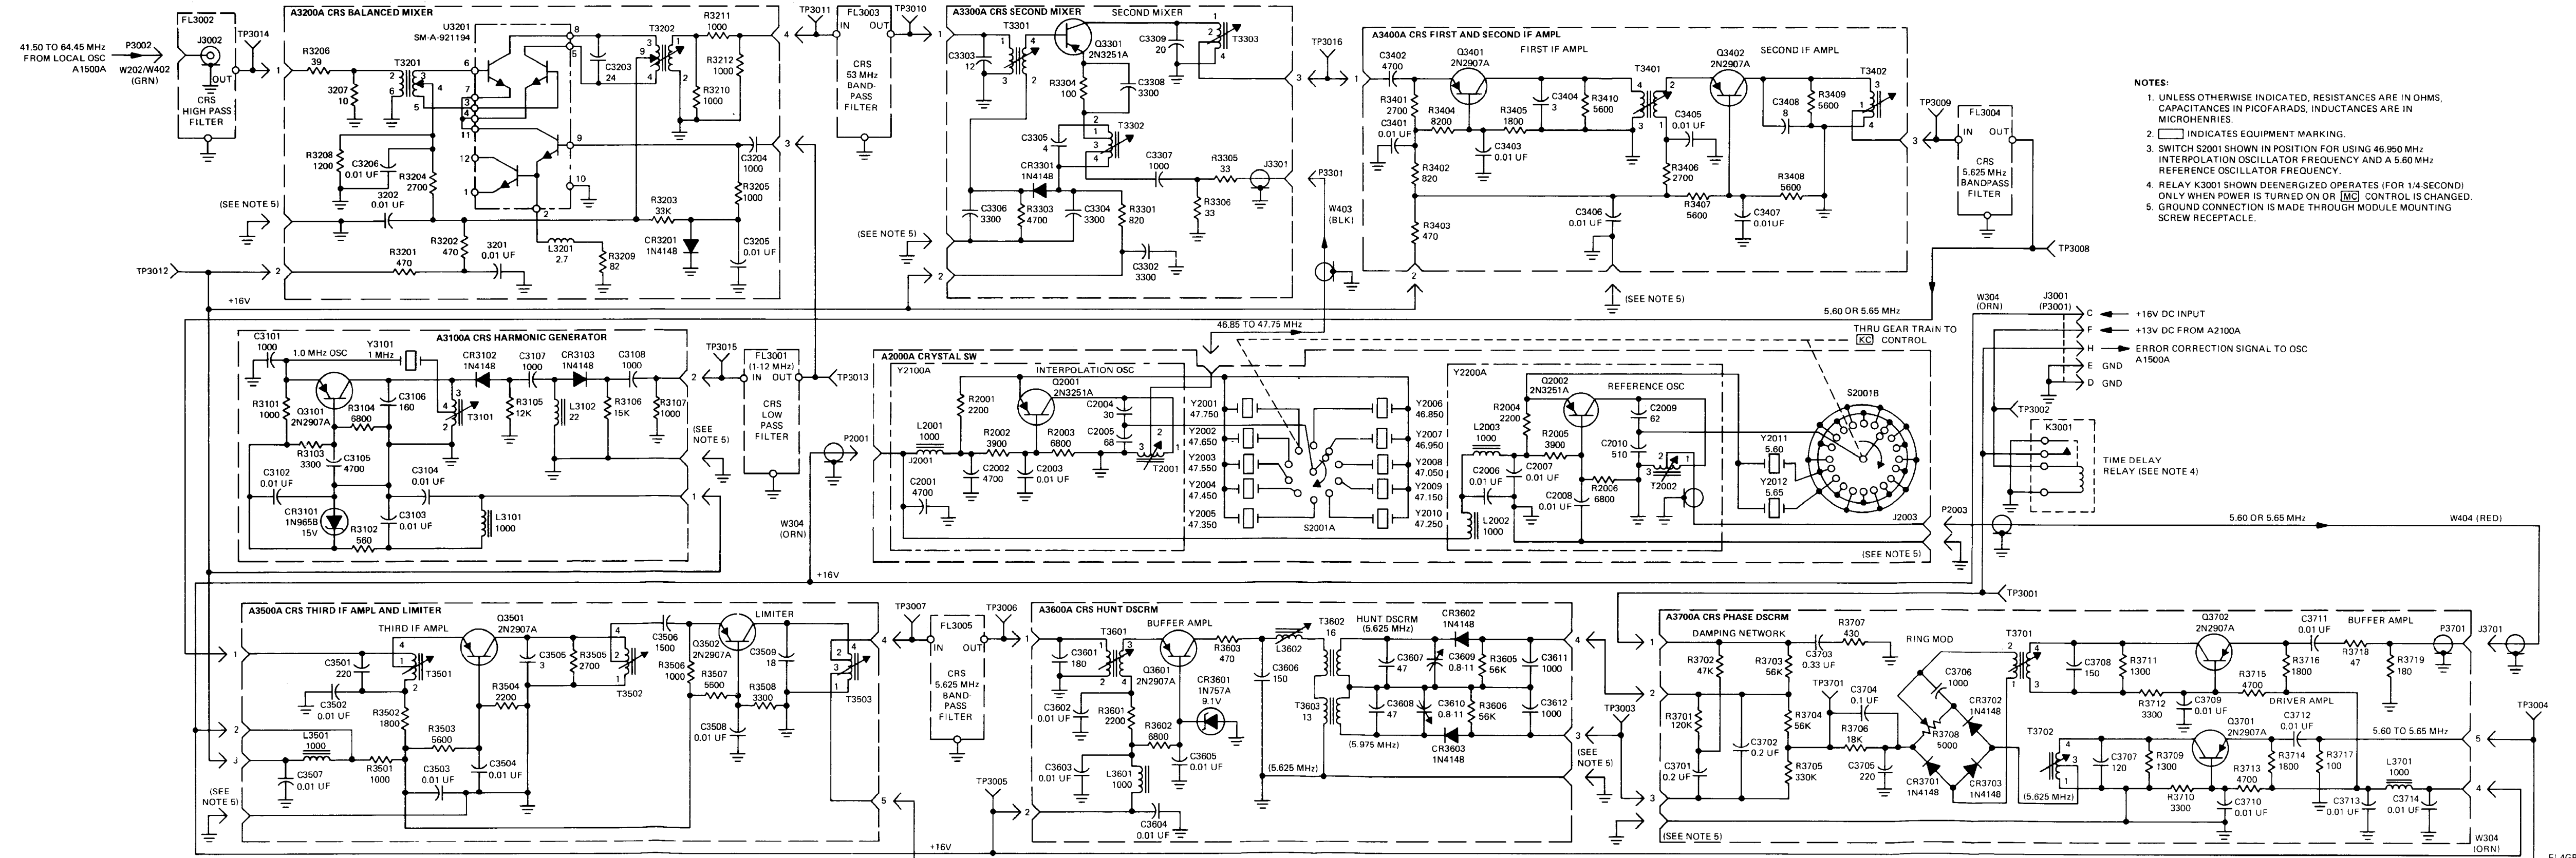 41.50 TO 64.45 MHz
FROM LOCAL OSC
A1500A
P3002
W202/W402
(GRN)
FL3002
J3002
OUT
CRS
HIGH PASS
FILTER
TP3014
A3200A CRS BALANCED MIXER
U3201
SM-A-921194
R3206
39
3207
10
T3201
R3208
1200
C3206
0.01 UF
R3204
2700
3202
0.01 UF
(SEE NOTE 5)
C3203
24
T3202
R3211
1000
R3212
1000
R3210
1000
C3204
1000
R3205
1000
R3203
33K
CR3201
1N4148
C3205
0.01 UF
R3202
470
3201
0.01 UF
R3201
470
L3201
2.7
R3209
82
TP3012
+16V
TP3011
FL3003
IN OUT
CRS
53 MHz
BAND-
PASS
FILTER
TP3010
A3300A CRS SECOND MIXER
SECOND MIXER
C3303
12
T3301
Q3301
2N3251A
C3309
20
T3303
R3304
100
C3308
3300
C3305
4
T3302
CR3301
1N4148
C3307
1000
R3305
33
J3301
P3301
R3306
33
C3306
3300
R3303
4700
C3304
3300
R3301
820
C3302
3300
(SEE NOTE 5)
W403
(BLK)
TP3016
A3400A CRS FIRST AND SECOND IF AMPL
FIRST IF AMPL
SECOND IF AMPL
C3402
4700
Q3401
2N2907A
R3401
2700
C3401
0.01 UF
R3404
8200
R3405
1800
C3404
3
R3410
5600
T3401
Q3402
2N2907A
C3405
0.01 UF
C3408
8
R3409
5600
T3402
C3403
0.01 UF
R3402
820
R3406
2700
R3408
5600
R3407
5600
C3406
0.01 UF
C3407
0.01UF
R3403
470
(SEE NOTE 5)
TP3009
FL3004
IN OUT
CRS
5.625 MHz
BANDPASS
FILTER
TP3008
5.60 OR 5.65 MHz
NOTES:
1. UNLESS OTHERWISE INDICATED, RESISTANCES ARE IN OHMS,
CAPACITANCES IN PICOFARADS, INDUCTANCES ARE IN
MICROHENRIES.
2. INDICATES EQUIPMENT MARKING.
3. SWITCH S2001 SHOWN IN POSITION FOR USING 46.950 MHz
INTERPOLATION OSCILLATOR FREQUENCY AND A 5.60 MHz
REFERENCE OSCILLATOR FREQUENCY.
4. RELAY K3001 SHOWN DEENERGIZED OPERATES (FOR 1/4-SECOND)
ONLY WHEN POWER IS TURNED ON OR MC CONTROL IS CHANGED.
5. GROUND CONNECTION IS MADE THROUGH MODULE MOUNTING
SCREW RECEPTACLE.
A3100A CRS HARMONIC GENERATOR
C3101
1000
1.0 MHz OSC
Y3101
1 MHz
CR3102
1N4148
C3107
1000
CR3103
1N4148
C3108
1000
R3101
1000
Q3101
2N2907A
R3104
6800
C3106
160
T3101
R3105
12K
L3102
22
R3106
15K
R3107
1000
R3103
3300
C3105
4700
C3102
0.01 UF
C3104
0.01 UF
CR3101
1N965B
15V
R3102
560
C3103
0.01 UF
L3101
1000
(SEE
NOTE 5)
TP3015
FL3001
(1-12 MHz)
IN OUT
CRS
LOW
PASS
FILTER
TP3013
P2001
W304
(ORN)
+16V
46.85 TO 47.75 MHz
A2000A CRYSTAL SW
Y2100A
INTERPOLATION OSC
R2001
2200
Q2001
2N3251A
C2004
30
C2005
68
T2001
L2001
1000
J2001
R2002
3900
R2003
6800
C2002
4700
C2003
0.01 UF
C2001
4700
Y2001
47.750
Y2002
47.650
Y2003
47.550
Y2004
47.450
Y2005
47.350
Y2006
46.850
Y2007
46.950
Y2008
47.050
Y2009
47.150
Y2010
47.250
S2001A
Y2200A
REFERENCE OSC
Q2002
2N3251A
R2004
2200
L2003
1000
R2005
3900
C2009
62
C2010
510
C2006
0.01 UF
C2007
0.01 UF
C2008
0.01 UF
R2006
6800
T2002
L2002
1000
Y2011
5.60
Y2012
5.65
S2001B
THRU GEAR TRAIN TO
KC CONTROL
J2003
P2003
(SEE NOTE 5)
W304
(ORN)
J3001
(P3001)
C +16V DC INPUT
F +13V DC FROM A2100A
H ERROR CORRECTION SIGNAL TO OSC
A1500A
E GND
D GND
TP3002
K3001
TIME DELAY
RELAY (SEE NOTE 4)
5.60 OR 5.65 MHz
W404 (RED)
TP3001
A3500A CRS THIRD IF AMPL AND LIMITER
THIRD IF AMPL
Q3501
2N2907A
LIMITER
C3501
220
T3501
C3502
0.01 UF
R3502
1800
C3505
3
R3505
2700
T3502
C3506
1500
Q3502
2N2907A
R3506
1000
C3509
18
R3504
2200
R3507
5600
R3508
3300
T3503
R3503
5600
C3508
0.01 UF
L3501
1000
R3501
1000
C3503
0.01 UF
C3504
0.01 UF
C3507
0.01 UF
(SEE
NOTE 5)
+16V
TP3007
FL3005
IN OUT
CRS
5.625 MHz
BAND-
PASS
FILTER
TP3006
TP3005
A3600A CRS HUNT DSCRM
BUFFER AMPL
C3601
180
T3601
Q3601
2N2907A
R3603
470
L3602
C3606
150
T3602
16
T3603
13
HUNT DSCRM
(5.625 MHz)
CR3602
1N4148
C3607
47
C3609
0.8-11
R3605
56K
C3611
1000
C3608
47
C3610
0.8-11
R3606
56K
C3612
1000
(5.975 MHz)
CR3603
1N4148
(5.625 MHz)
CR3601
1N757A
9.1V
C3602
0.01 UF
R3601
2200
R3602
6800
C3605
0.01 UF
C3603
0.01 UF
L3601
1000
C3604
0.01 UF
(SEE
NOTE 5)
TP3003
A3700A CRS PHASE DSCRM
DAMPING NETWORK
R3702
47K
R3703
56K
C3703
0.33 UF
R3707
430
RING MOD
TP3701
C3704
0.1 UF
C3706
1000
CR3702
1N4148
R3701
120K
R3704
56K
R3706
18K
R3708
5000
C3702
0.2 UF
C3701
0.2 UF
R3705
330K
C3705
220
CR3701
1N4148
CR3703
1N4148
T3701
C3708
150
R3711
1300
Q3702
2N2907A
C3711
0.01 UF
BUFFER AMPL
R3718
47
P3701
J3701
R3716
1800
R3719
180
R3715
4700
R3712
3300
C3709
0.01 UF
DRIVER AMPL
Q3701
2N2907A
C3712
0.01 UF
5.60 TO 5.65 MHz
T3702
C3707
120
R3709
1300
R3713
4700
R3714
1800
R3717
100
L3701
1000
(5.625 MHz)
R3710
3300
C3710
0.01 UF
C3713
0.01 UF
C3714
0.01 UF
(SEE NOTE 5)
TP3004
W304
(ORN)